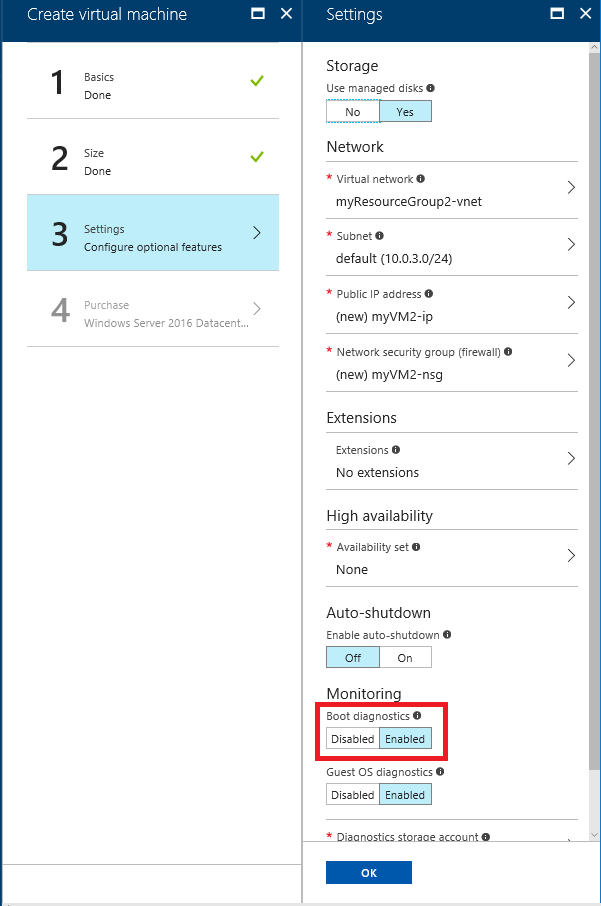 Create virtual machine
1
Basics
Done
2
Size
Done
3
Settings
Configure optional features
4
Purchase
Windows Server 2016 Datacent...
Settings
Storage
Use managed disks
No
Yes
Network
* Virtual network
myResourceGroup2-vnet
* Subnet
default (10.0.3.0/24)
* Public IP address
(new) myVM2-ip
* Network security group (firewall)
(new) myVM2-nsg
Extensions
Extensions
No extensions
High availability
* Availability set
None
Auto-shutdown
Enable auto-shutdown
Off
On
Monitoring
Boot diagnostics
Disabled
Enabled
Guest OS diagnostics
Disabled
Enabled
* Diagnostics storage account
OK